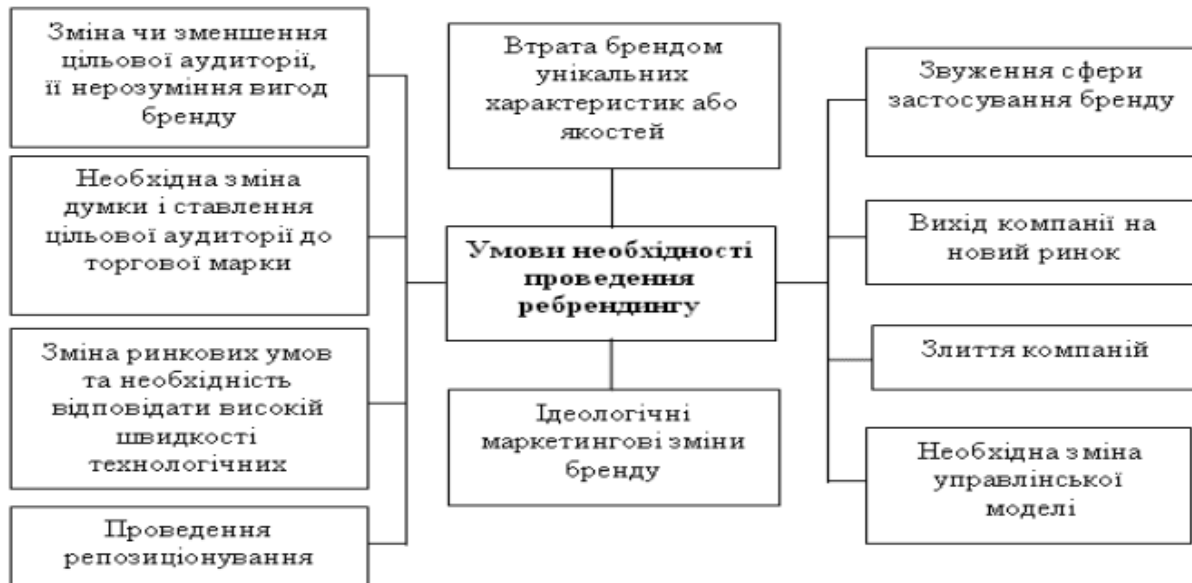 Зміна чи зменшення
цільової аудиторії,
її нерозуміння вигод
бренду
Необхідна зміна
думки і ставлення
цільової аудиторії до
торгової марки
Зміна ринкових умов
та необхідність
відповідати високій
швидкості
технологічних
Проведення
репозиціонування
Втрата брендом
унікальних
характеристик або
якостей
Умови необхідності
проведення
ребрендингу
Ідеологічні
маркетингові зміни
бренду
Звуження сфери
застосування бренду
Вихід компанії на
новий ринок
Злиття компаній
Необхідна зміна
управлінської
моделі